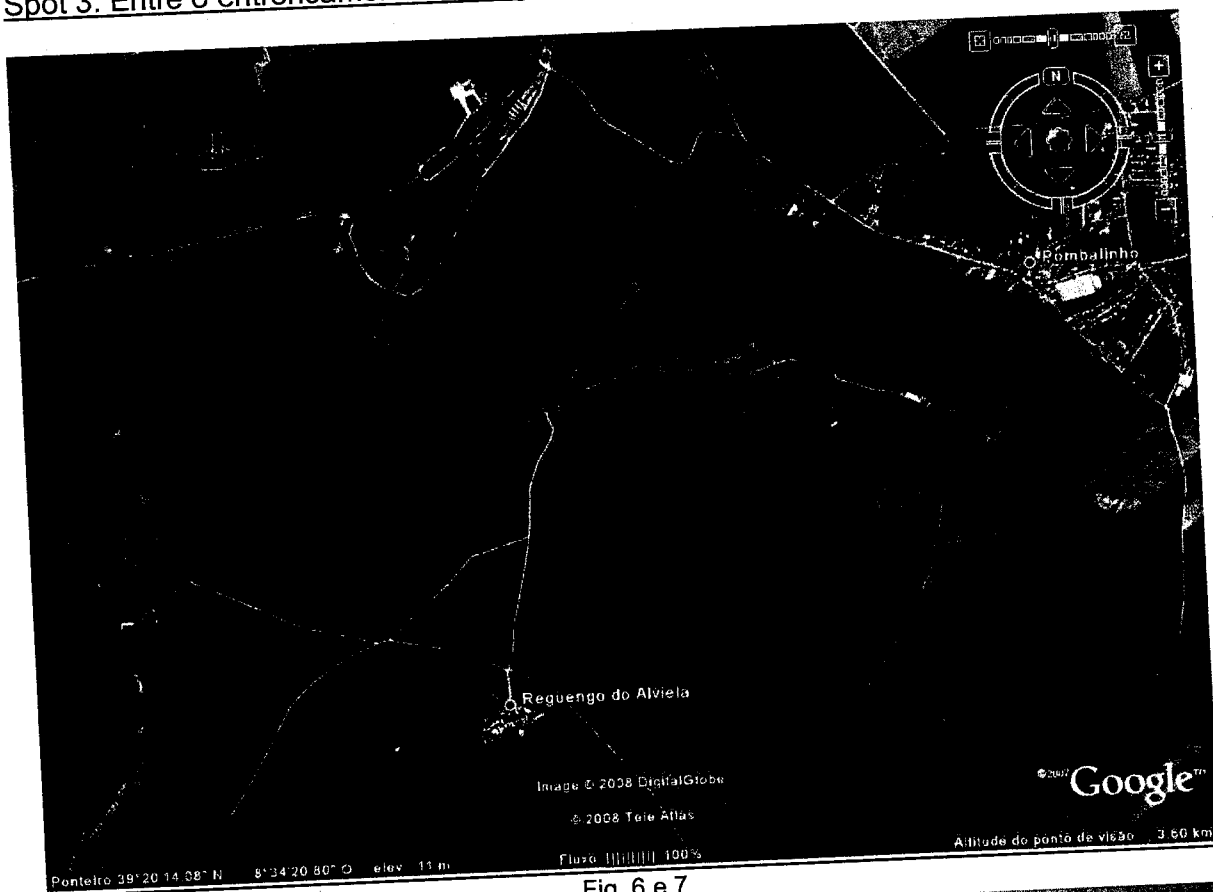 Spot 3: Entre o
N
Pombalinho
Reguengo do Alviela
Image © 2008 DigitalGlobe
© 2008 Tele Atlas
©2007 Google™
Ponteiro 39°20'14.08" N 8°34'20.80" O elev 11 m
Fluxo ||||||||| 100%
Altitude do ponto de visão 3.60 km
Fig. 6 e 7